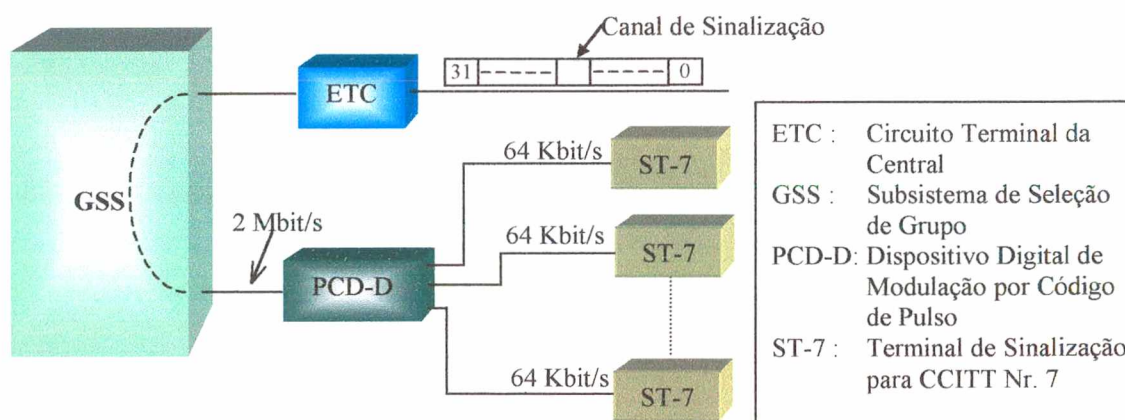 Canal de Sinalização
31
0
ETC
64 Kbit/s
ST-7
GSS
2 Mbit/s
64 Kbit/s
ST-7
PCD-D
64 Kbit/s
ST-7
ETC : Circuito Terminal da
Central
GSS : Subsistema de Seleção
de Grupo
PCD-D: Dispositivo Digital de
Modulação por Código
de Pulso
ST-7 : Terminal de Sinalização
para CCITT Nr. 7